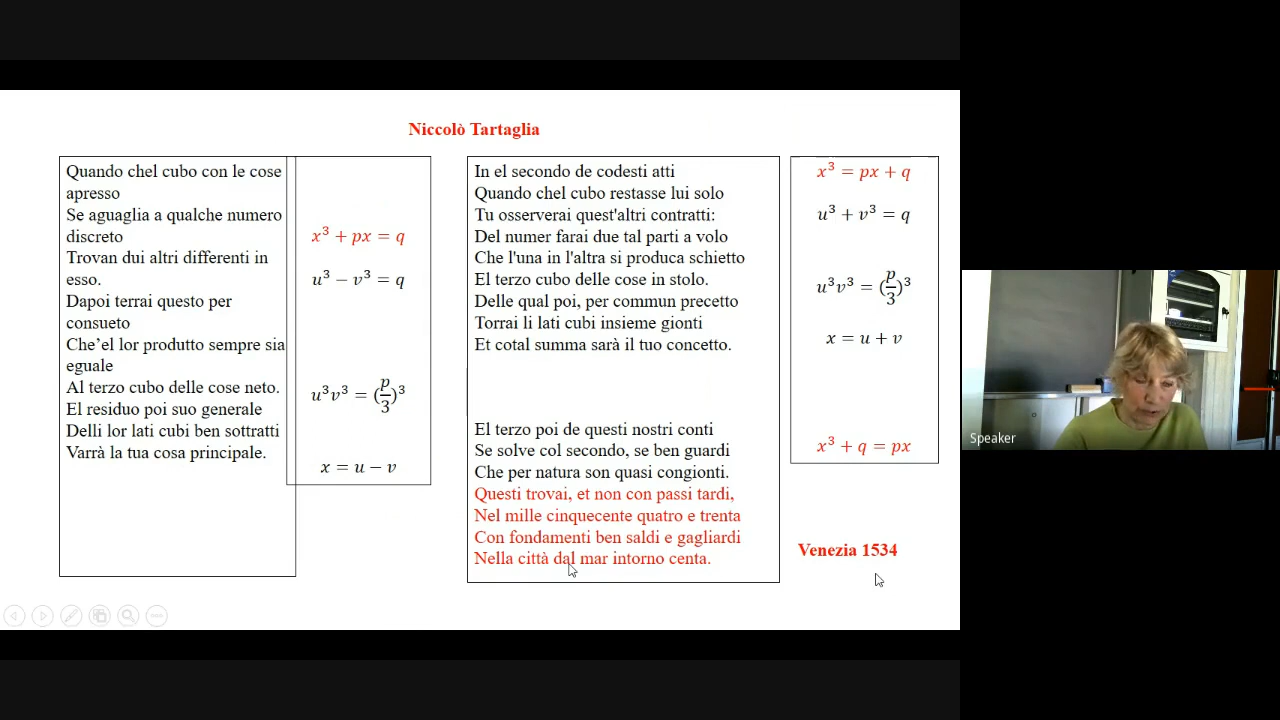 Niccolò Tartaglia
Quando chel cubo con le cose
apresso
Se aguaglia a qualche numero
discreto
Trovan dui altri differenti in
esso.
Dapoi terrai questo per
consueto
Che’el lor produtto sempre sia
eguale
Al terzo cubo delle cose neto.
El residuo poi suo generale
Delli lor lati cubi ben sottratti
Varrà la tua cosa principale.
x³ + px = q
u³ − v³ = q
u³v³ = (p/3)³
x = u − v
In el secondo de codesti atti
Quando chel cubo restasse lui solo
Tu osserverai quest'altri contratti:
Del numer farai due tal parti a volo
Che l'una in l'altra si produca schietto
El terzo cubo delle cose in stolo.
Delle qual poi, per commun precetto
Torrai li lati cubi insieme gionti
Et cotal summa sarà il tuo concetto.
El terzo poi de questi nostri conti
Se solve col secondo, se ben guardi
Che per natura son quasi congionti.
Questi trovai, et non con passi tardi,
Nel mille cinquecente quatro e trenta
Con fondamenti ben saldi e gagliardi
Nella città dal mar intorno centa.
x³ = px + q
u³ + v³ = q
u³v³ = (p/3)³
x = u + v
x³ + q = px
Venezia 1534
Speaker